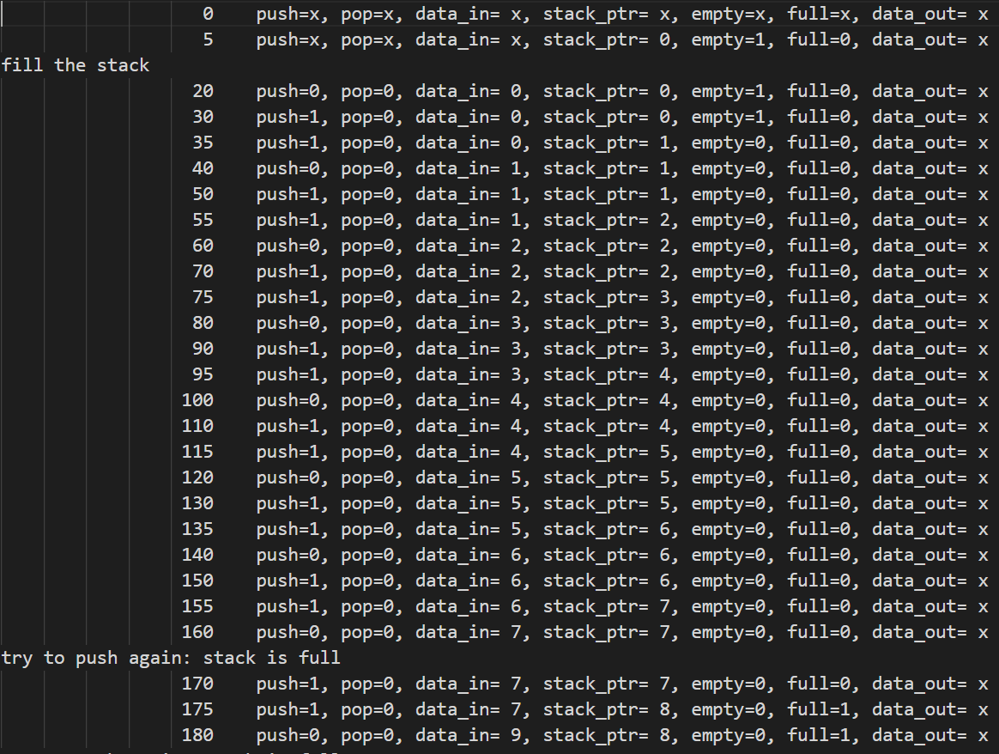 0 push=x, pop=x, data_in= x, stack_ptr= x, empty=x, full=x, data_out= x
5 push=x, pop=x, data_in= x, stack_ptr= 0, empty=1, full=0, data_out= x
fill the stack
20 push=0, pop=0, data_in= 0, stack_ptr= 0, empty=1, full=0, data_out= x
30 push=1, pop=0, data_in= 0, stack_ptr= 0, empty=1, full=0, data_out= x
35 push=1, pop=0, data_in= 0, stack_ptr= 1, empty=0, full=0, data_out= x
40 push=0, pop=0, data_in= 1, stack_ptr= 1, empty=0, full=0, data_out= x
50 push=1, pop=0, data_in= 1, stack_ptr= 1, empty=0, full=0, data_out= x
55 push=1, pop=0, data_in= 1, stack_ptr= 2, empty=0, full=0, data_out= x
60 push=0, pop=0, data_in= 2, stack_ptr= 2, empty=0, full=0, data_out= x
70 push=1, pop=0, data_in= 2, stack_ptr= 2, empty=0, full=0, data_out= x
75 push=1, pop=0, data_in= 2, stack_ptr= 3, empty=0, full=0, data_out= x
80 push=0, pop=0, data_in= 3, stack_ptr= 3, empty=0, full=0, data_out= x
90 push=1, pop=0, data_in= 3, stack_ptr= 3, empty=0, full=0, data_out= x
95 push=1, pop=0, data_in= 3, stack_ptr= 4, empty=0, full=0, data_out= x
100 push=0, pop=0, data_in= 4, stack_ptr= 4, empty=0, full=0, data_out= x
110 push=1, pop=0, data_in= 4, stack_ptr= 4, empty=0, full=0, data_out= x
115 push=1, pop=0, data_in= 4, stack_ptr= 5, empty=0, full=0, data_out= x
120 push=0, pop=0, data_in= 5, stack_ptr= 5, empty=0, full=0, data_out= x
130 push=1, pop=0, data_in= 5, stack_ptr= 5, empty=0, full=0, data_out= x
135 push=1, pop=0, data_in= 5, stack_ptr= 6, empty=0, full=0, data_out= x
140 push=0, pop=0, data_in= 6, stack_ptr= 6, empty=0, full=0, data_out= x
150 push=1, pop=0, data_in= 6, stack_ptr= 6, empty=0, full=0, data_out= x
155 push=1, pop=0, data_in= 6, stack_ptr= 7, empty=0, full=0, data_out= x
160 push=0, pop=0, data_in= 7, stack_ptr= 7, empty=0, full=0, data_out= x
try to push again: stack is full
170 push=1, pop=0, data_in= 7, stack_ptr= 7, empty=0, full=0, data_out= x
175 push=1, pop=0, data_in= 7, stack_ptr= 8, empty=0, full=1, data_out= x
180 push=0, pop=0, data_in= 9, stack_ptr= 8, empty=0, full=1, data_out= x